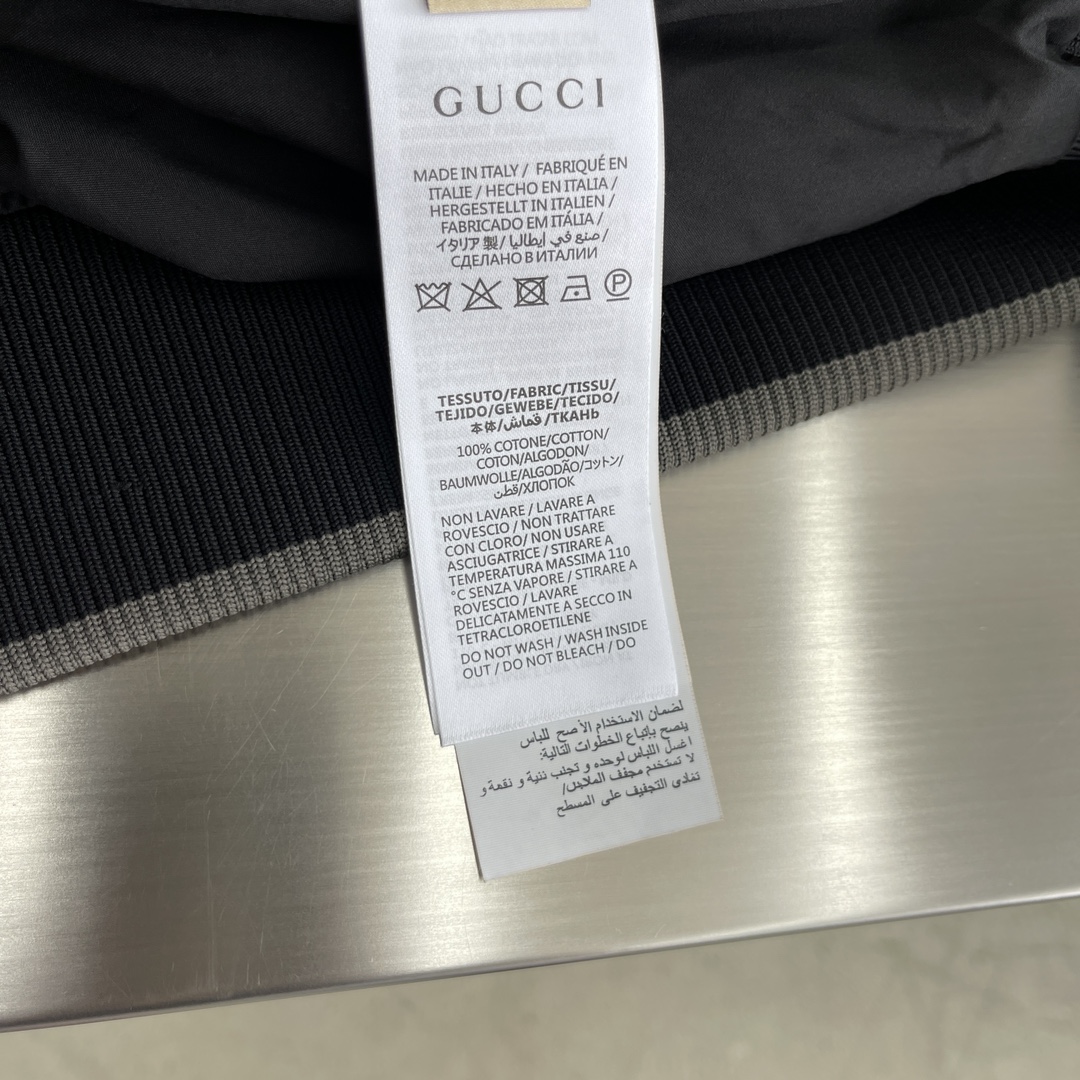 GUCCI
MADE IN ITALY / FABRIQUÉ EN
ITALIE / HECHO EN ITALIA /
HERGESTELLT IN ITALIEN /
FABRICADO EM ITÁLIA /
イタリア 製 / صنع في إيطاليا /
СДЕЛАНО В ИТАЛИИ
P
TESSUTO/FABRIC/TISSU/
TEJIDO/GEWEBE/TECIDO/
本体/قماش/ТКАНЬ
100% COTONE/COTTON/
COTON/ALGODON/
BAUMWOLLE/ALGODÃO/コットン/
قطن/ХЛОПОК
NON LAVARE / LAVARE A
ROVESCIO / NON TRATTARE
CON CLORO/ NON USARE
ASCIUGATRICE / STIRARE A
TEMPERATURA MASSIMA 110
°C SENZA VAPORE / STIRARE A
ROVESCIO / LAVARE
DELICATAMENTE A SECCO IN
TETRACLOROETILENE
DO NOT WASH / WASH INSIDE
OUT / DO NOT BLEACH / DO
لضمان الاستخدام الأصح للباس
ينصح بإتباع الخطوات التالية:
اغسل اللباس لوحده و تجنب نقعة و
لا تستخدم مجفف الملابس/
تفادى التجفيف على المسطح